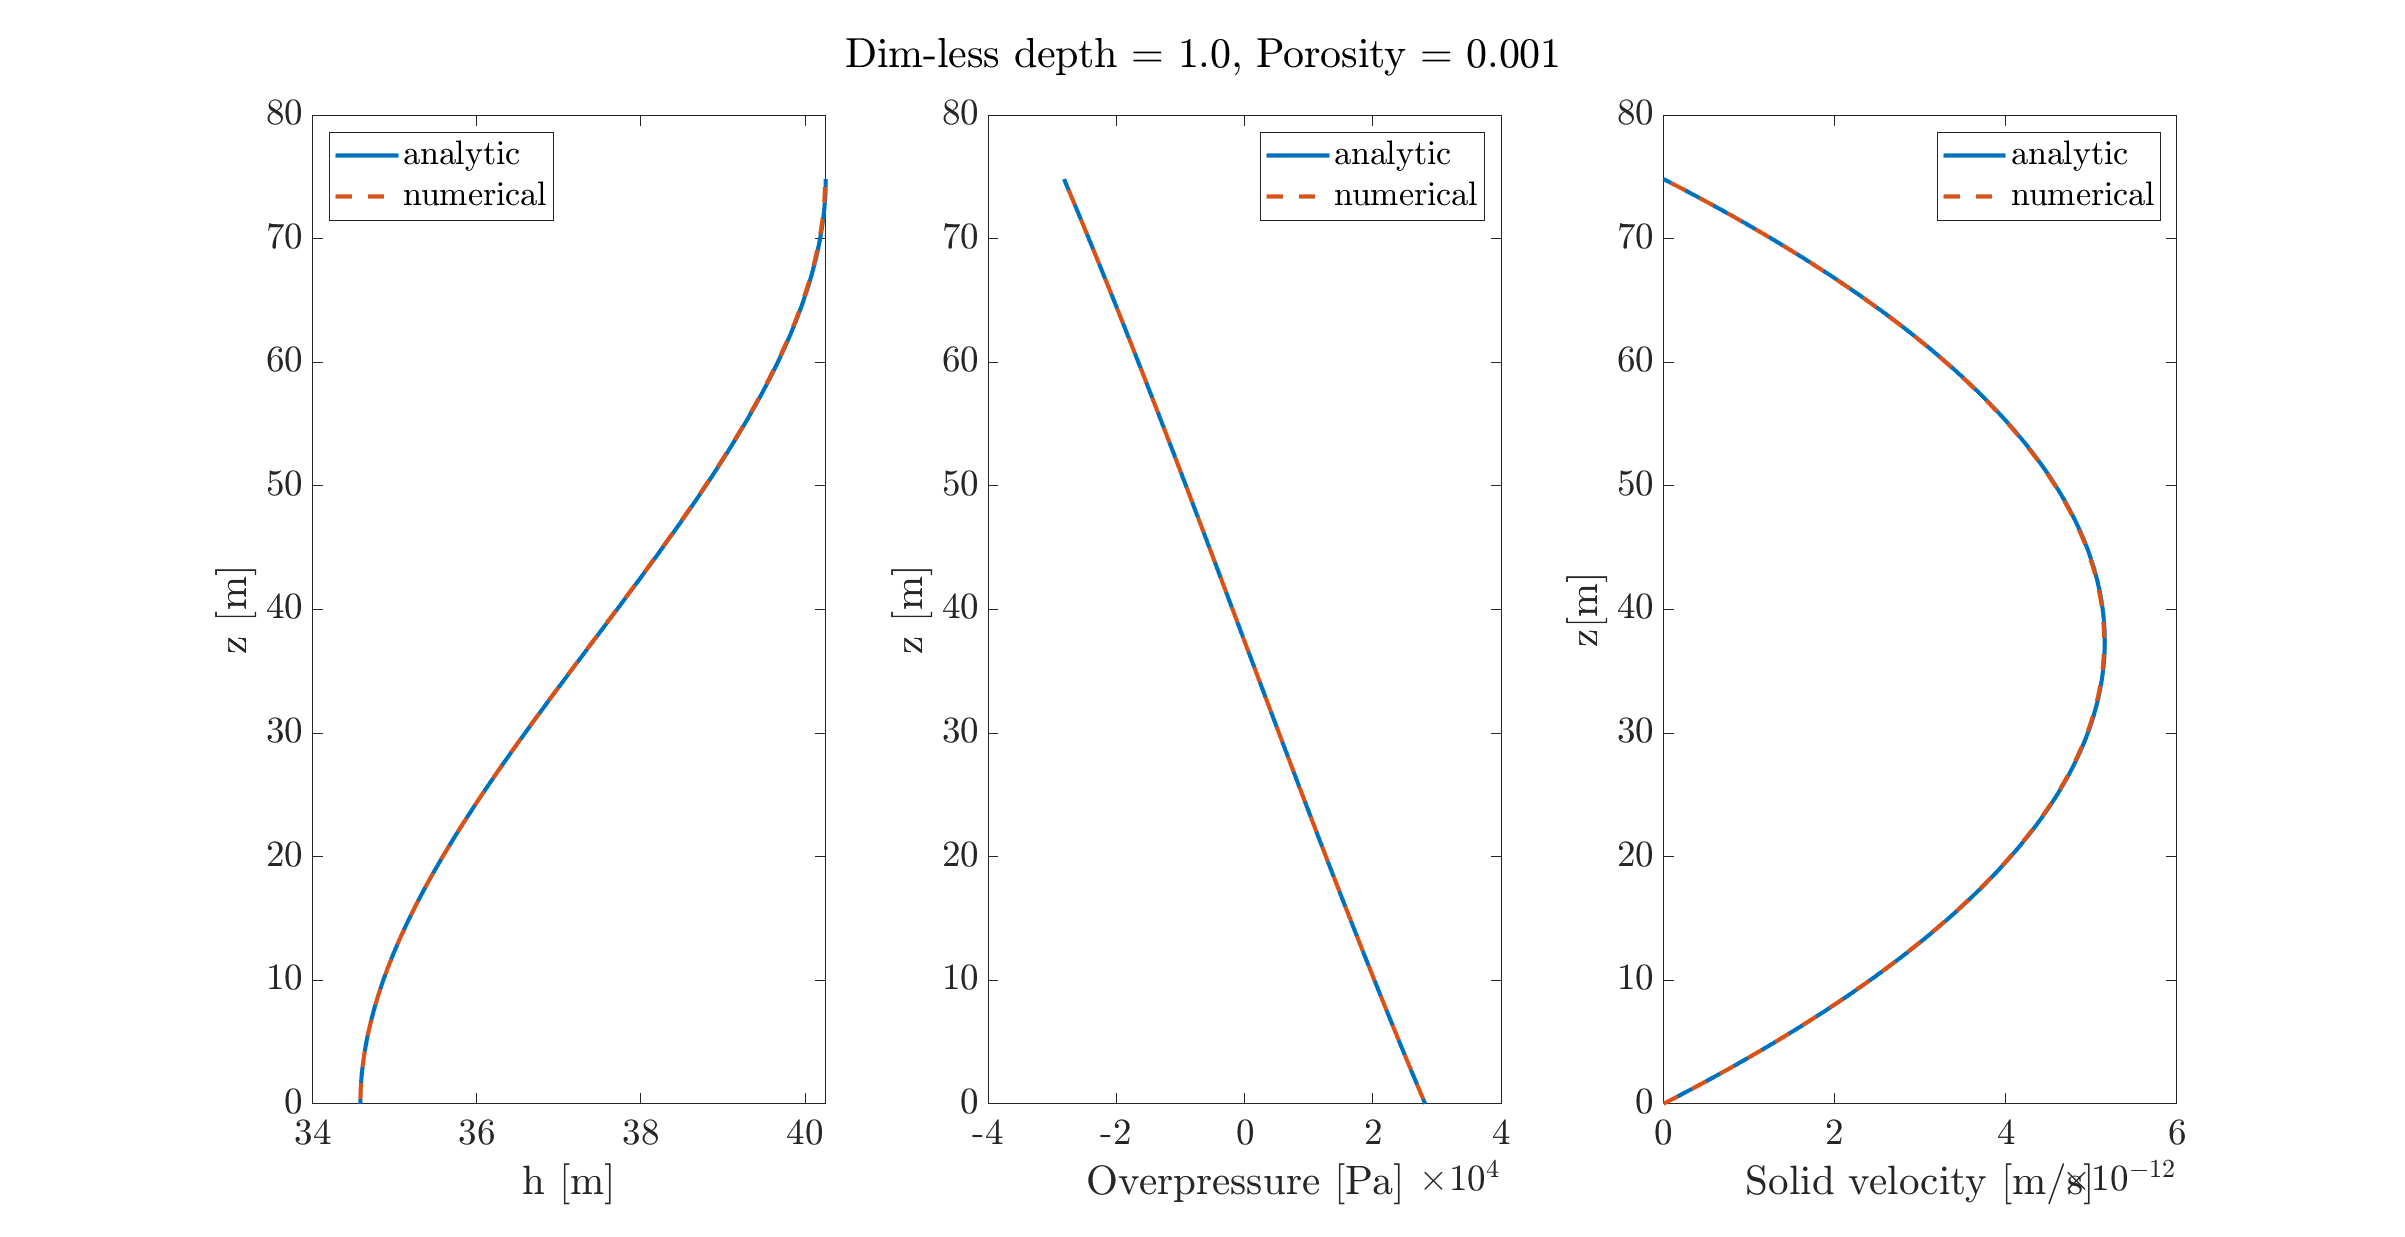 Dim-less depth = 1.0, Porosity = 0.001
80
70
60
50
40
30
20
10
0
z [m]
analytic
numerical
34 36 38 40
h [m]
80
70
60
50
40
30
20
10
0
z [m]
analytic
numerical
-4 -2 0 2 4
Overpressure [Pa] ×10⁴
80
70
60
50
40
30
20
10
0
z[m]
analytic
numerical
0 2 4 6
Solid velocity [m/s] ×10⁻¹²